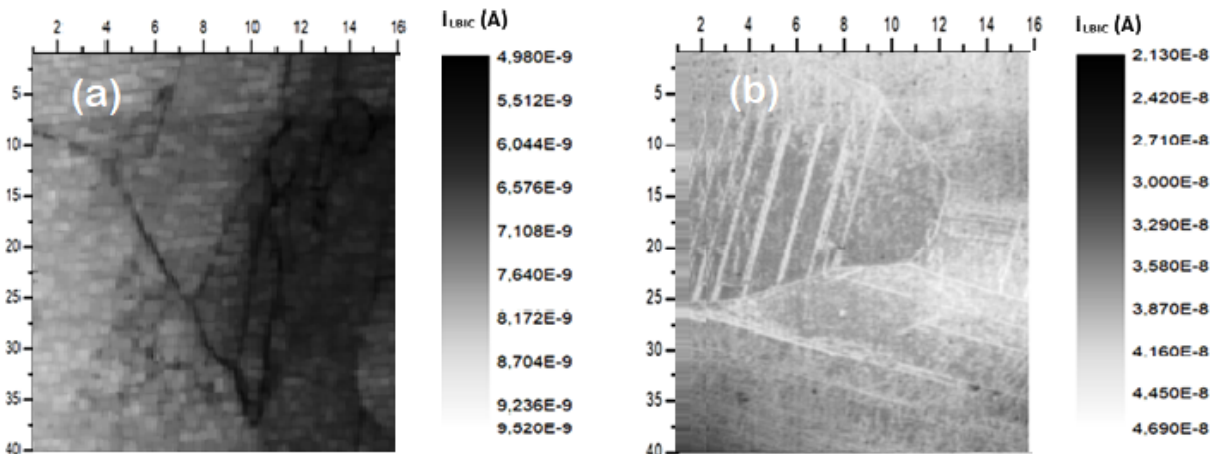 2 4 6 8 10 12 14 16
5
10
15
20
25
30
35
40
(a)
I LBIC (A)
4,980E-9
5,512E-9
6,044E-9
6,576E-9
7,108E-9
7,640E-9
8,172E-9
8,704E-9
9,236E-9
9,520E-9
2 4 6 8 10 12 14 16
5
10
15
20
25
30
35
40
(b)
I LBIC (A)
2,130E-8
2,420E-8
2,710E-8
3,000E-8
3,290E-8
3,580E-8
3,870E-8
4,160E-8
4,450E-8
4,690E-8